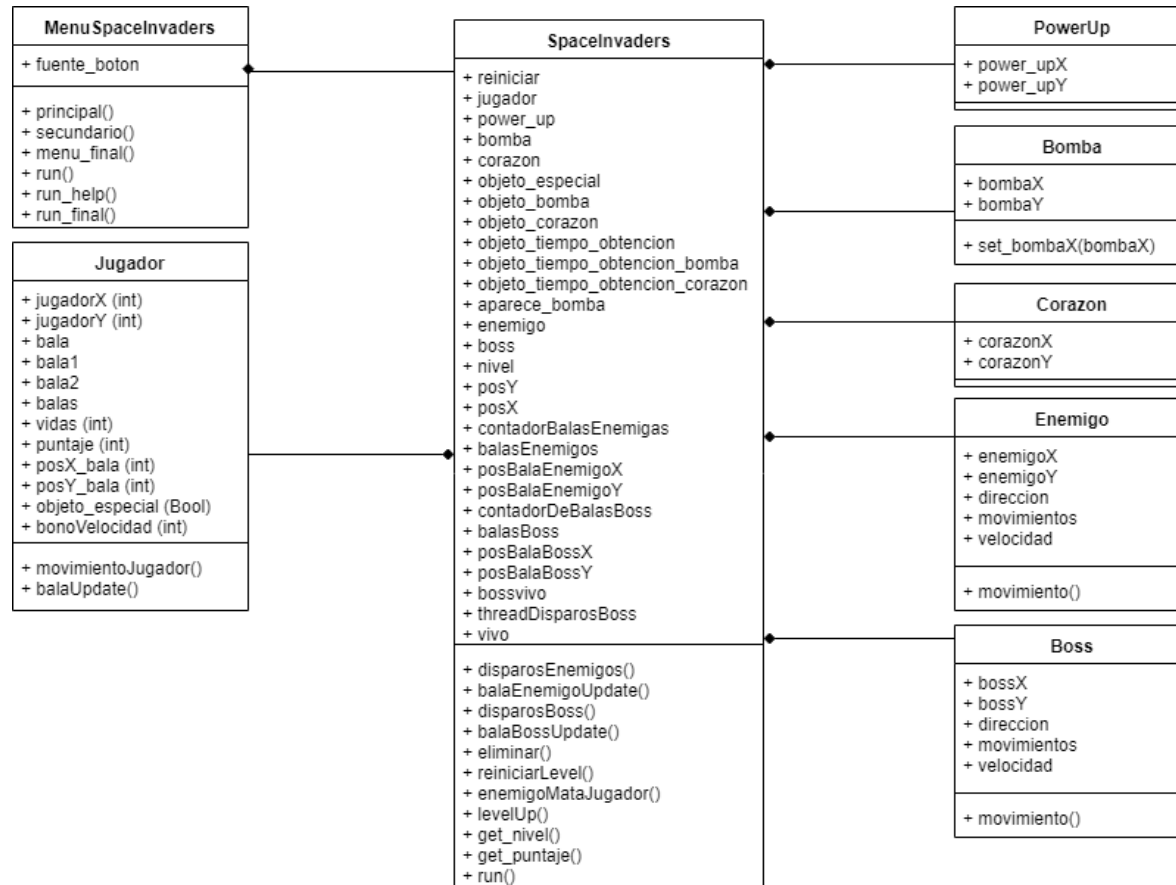 MenuSpaceInvaders
+ fuente_boton
+ principal()
+ secundario()
+ menu_final()
+ run()
+ run_help()
+ run_final()
Jugador
+ jugadorX (int)
+ jugadorY (int)
+ bala
+ bala1
+ bala2
+ balas
+ vidas (int)
+ puntaje (int)
+ posX_bala (int)
+ posY_bala (int)
+ objeto_especial (Bool)
+ bonoVelocidad (int)
+ movimientoJugador()
+ balaUpdate()
SpaceInvaders
+ reiniciar
+ jugador
+ power_up
+ bomba
+ corazon
+ objeto_especial
+ objeto_bomba
+ objeto_corazon
+ objeto_tiempo_obtencion
+ objeto_tiempo_obtencion_bomba
+ objeto_tiempo_obtencion_corazon
+ aparece_bomba
+ enemigo
+ boss
+ nivel
+ posY
+ posX
+ contadorBalasEnemigas
+ balasEnemigos
+ posBalaEnemigoX
+ posBalaEnemigoY
+ contadorDeBalasBoss
+ balasBoss
+ posBalaBossX
+ posBalaBossY
+ bossvivo
+ threadDisparosBoss
+ vivo
+ disparosEnemigos()
+ balaEnemigoUpdate()
+ disparosBoss()
+ balaBossUpdate()
+ eliminar()
+ reiniciarLevel()
+ enemigoMataJugador()
+ levelUp()
+ get_nivel()
+ get_puntaje()
+ run()
PowerUp
+ power_upX
+ power_upY
Bomba
+ bombaX
+ bombaY
+ set_bombaX(bombaX)
Corazon
+ corazonX
+ corazonY
Enemigo
+ enemigoX
+ enemigoY
+ direccion
+ movimientos
+ velocidad
+ movimiento()
Boss
+ bossX
+ bossY
+ direccion
+ movimientos
+ velocidad
+ movimiento()